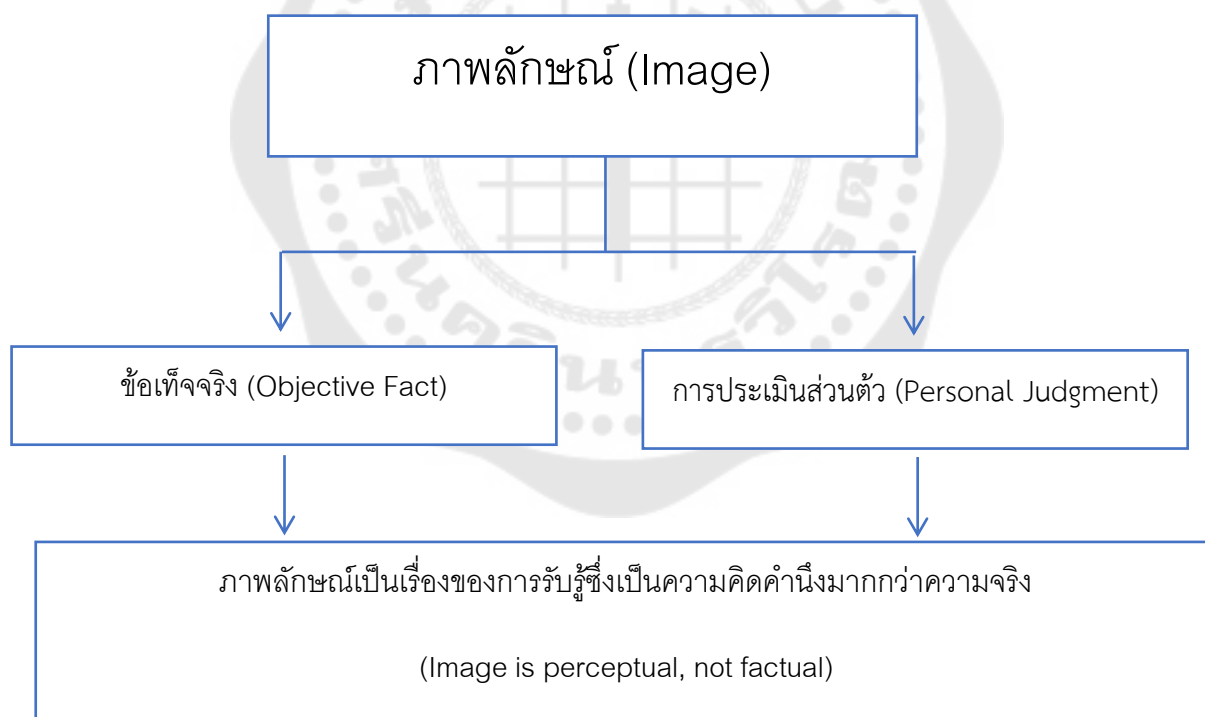 ภาพลักษณ์ (Image)
ข้อเท็จจริง (Objective Fact)
การประเมินส่วนตัว (Personal Judgment)
ภาพลักษณ์เป็นเรื่องของการรับรู้ซึ่งเป็นความคิดคำนึงมากกว่าความจริง
(Image is perceptual, not factual)